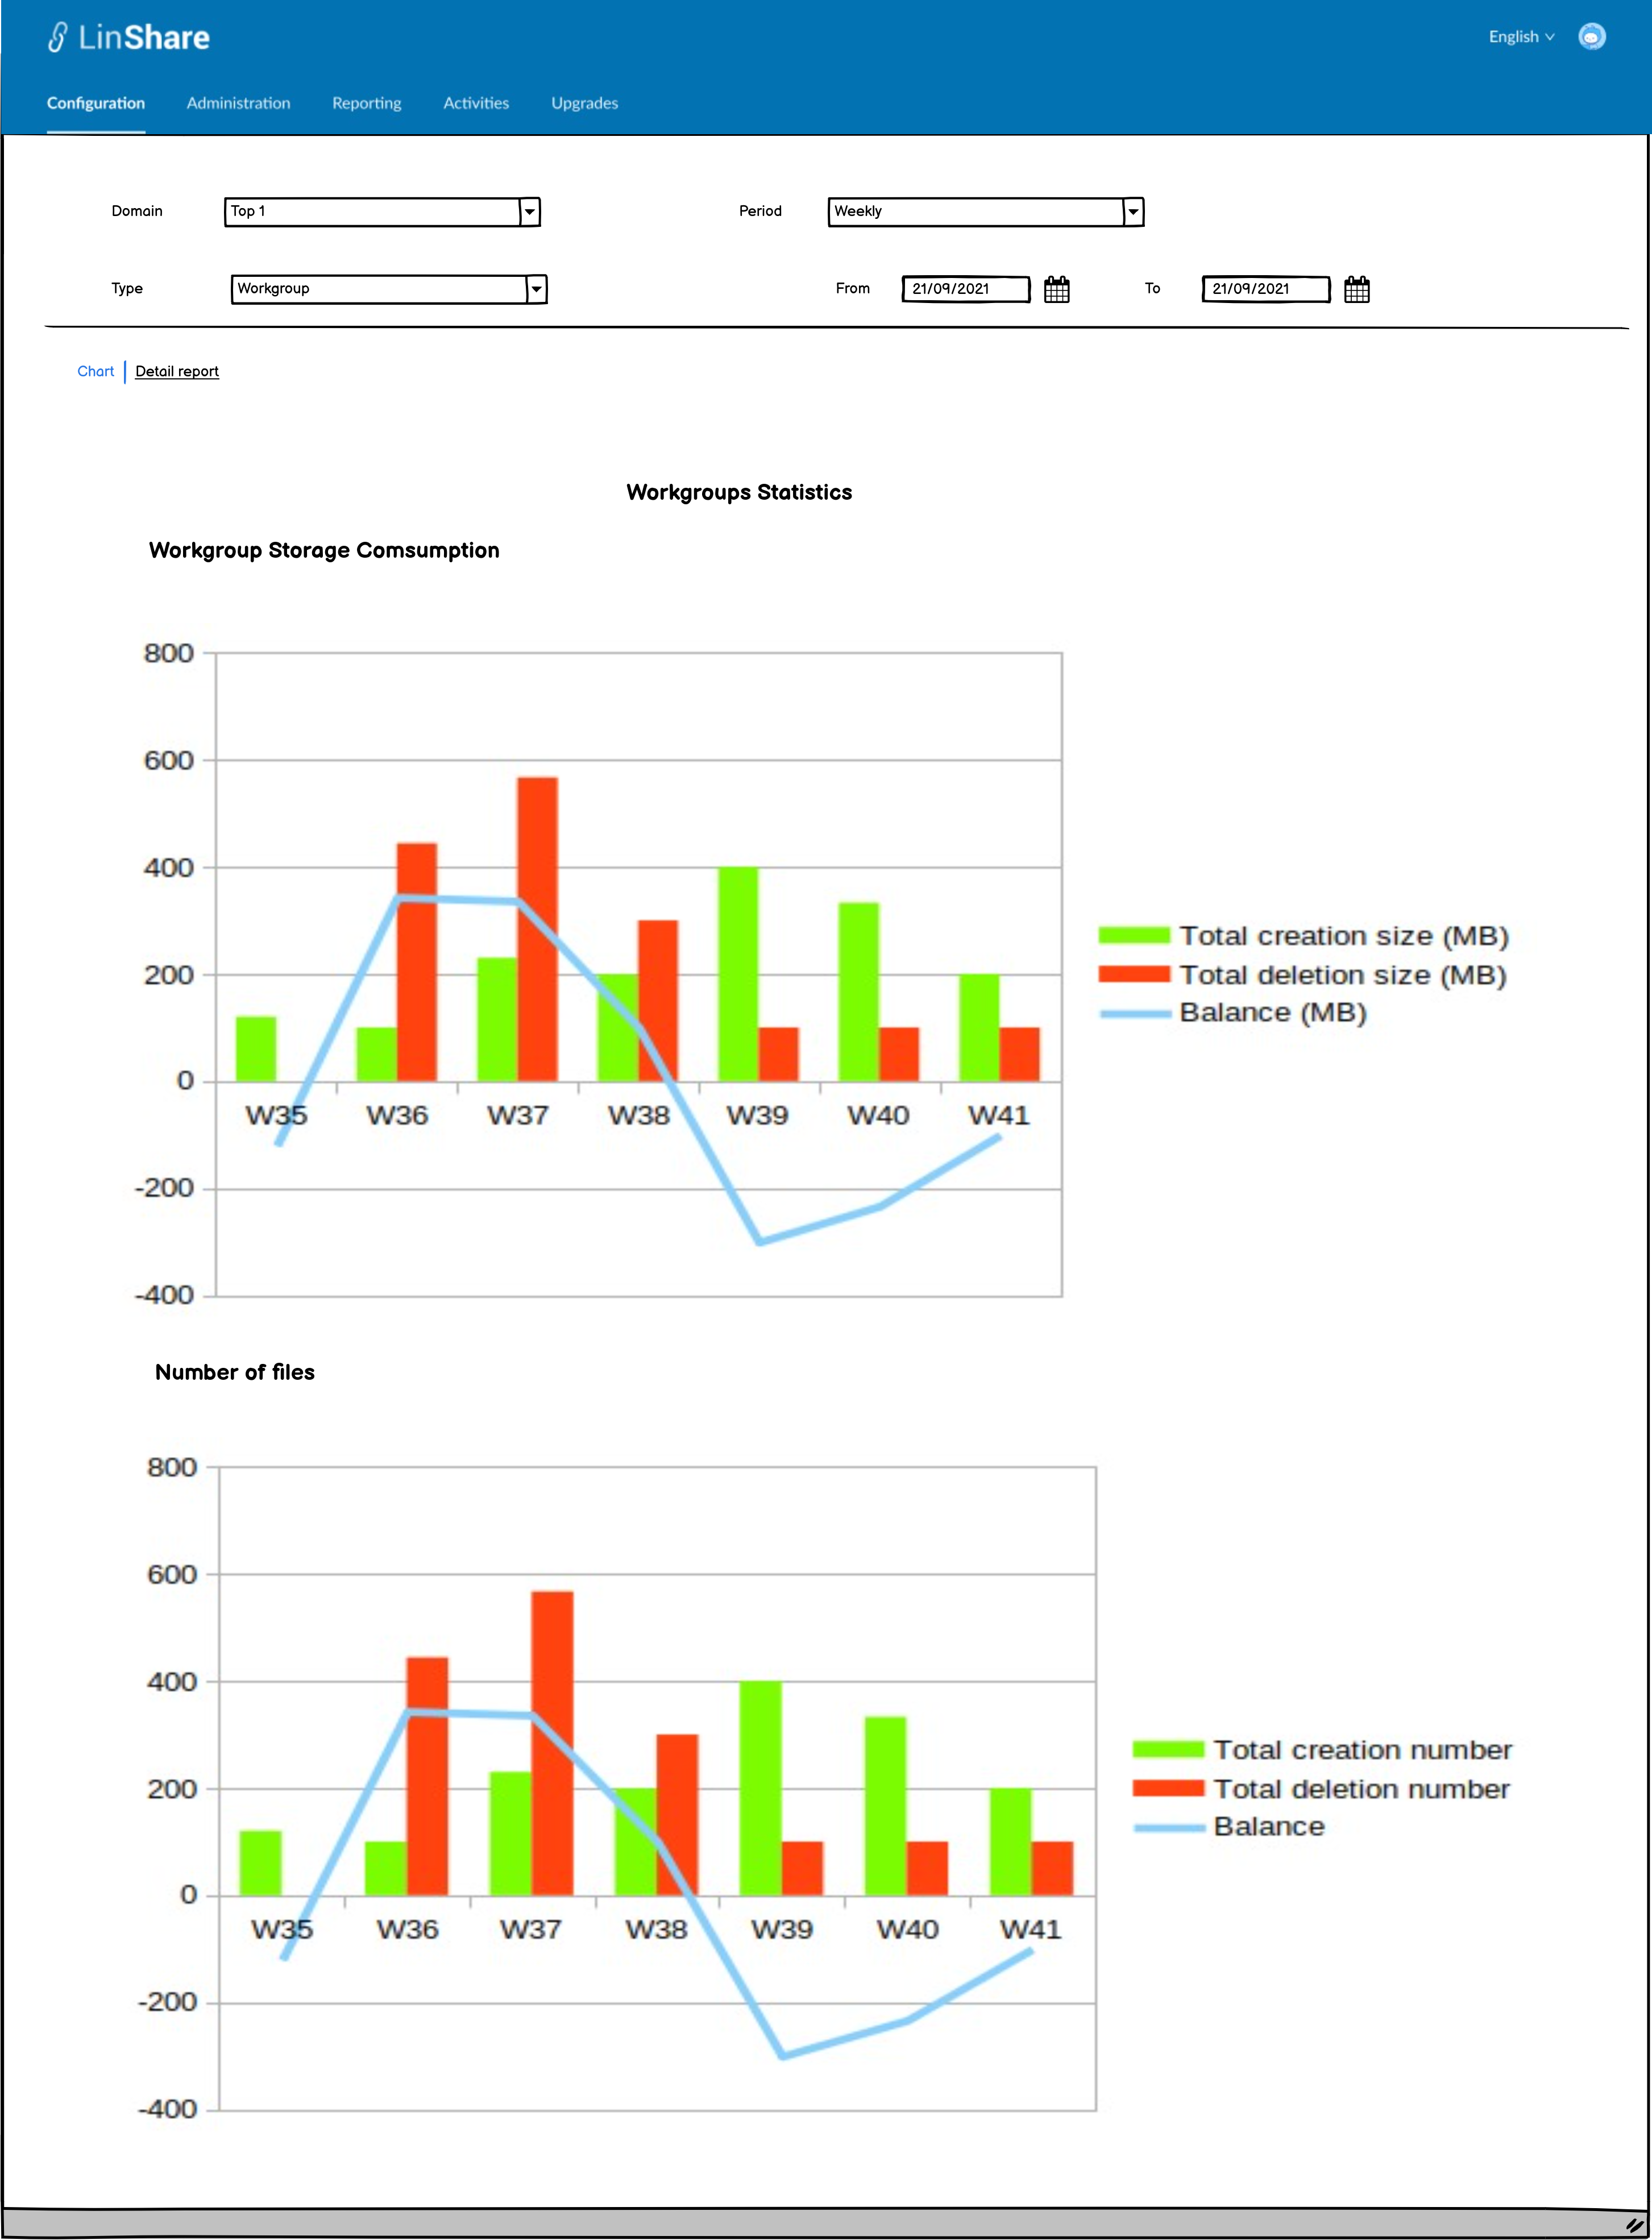 LinShare
English
Configuration Administration Reporting Activities Upgrades
Domain Top 1 Period Weekly
Type Workgroup From 21/09/2021 To 21/09/2021
Chart Detail report
Workgroups Statistics
Workgroup Storage Comsumption
800
600
400
200
0
W35 W36 W37 W38 W39 W40 W41
-200
-400
Total creation size (MB)
Total deletion size (MB)
Balance (MB)
Number of files
800
600
400
200
0
W35 W36 W37 W38 W39 W40 W41
-200
-400
Total creation number
Total deletion number
Balance